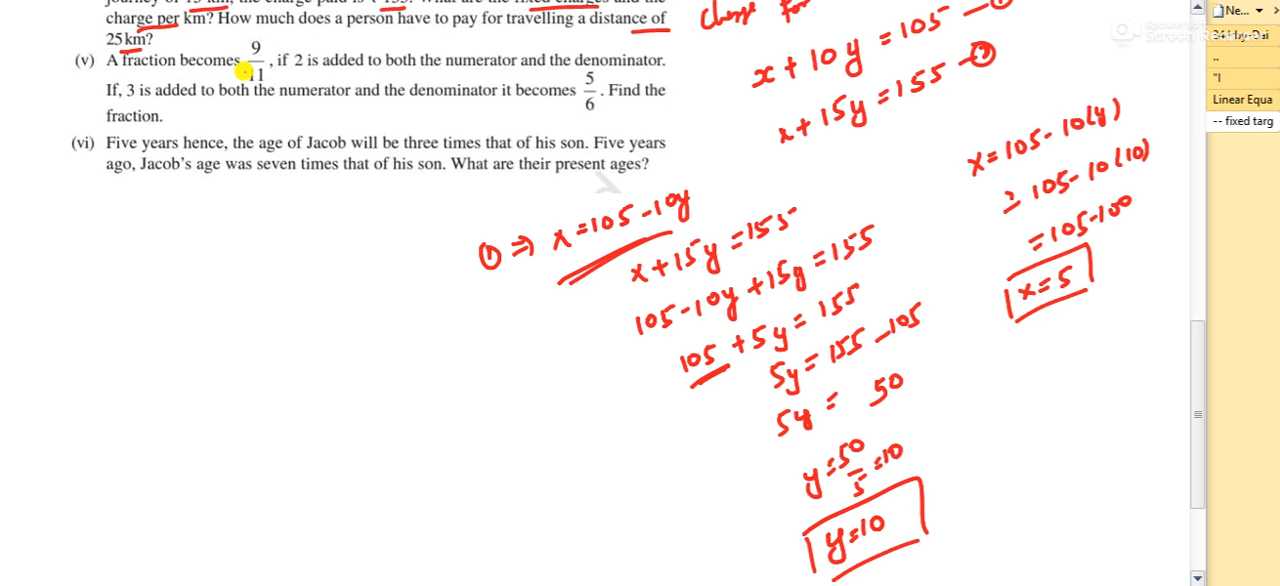 charge per km? How much does a person have to pay for travelling a distance of
25 km?
(v) A fraction becomes 9/11, if 2 is added to both the numerator and the denominator.
If, 3 is added to both the numerator and the denominator it becomes 5/6. Find the
fraction.
(vi) Five years hence, the age of Jacob will be three times that of his son. Five years
ago, Jacob's age was seven times that of his son. What are their present ages?
Charge for
x + 10y = 105 - ①
x + 15y = 155 - ②
① ⇒ x = 105 - 10y
x + 15y = 155
105 - 10y + 15y = 155
105 + 5y = 155
5y = 155 - 105
5y = 50
y = 50/5 = 10
y = 10
x = 105 - 10(y)
= 105 - 10(10)
= 105 - 100
x = 5
Ne...
..
"1
Linear Equa
-- fixed targ